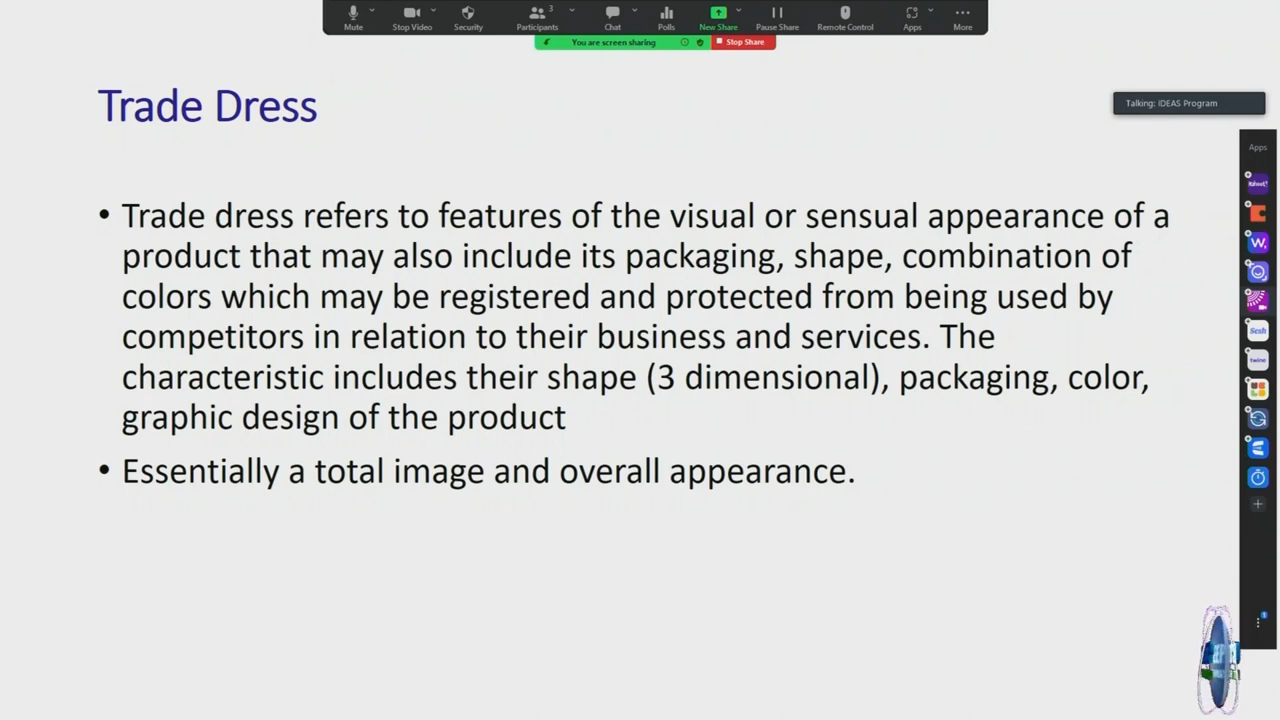 Mute
Stop Video
Security
Participants
3
Chat
Polls
New Share
Pause Share
Remote Control
Apps
More
You are screen sharing
Stop Share
Trade Dress
Talking: IDEAS Program
Apps
• Trade dress refers to features of the visual or sensual appearance of a
product that may also include its packaging, shape, combination of
colors which may be registered and protected from being used by
competitors in relation to their business and services. The
characteristic includes their shape (3 dimensional), packaging, color,
graphic design of the product
• Essentially a total image and overall appearance.
W
Sesh
twine
1